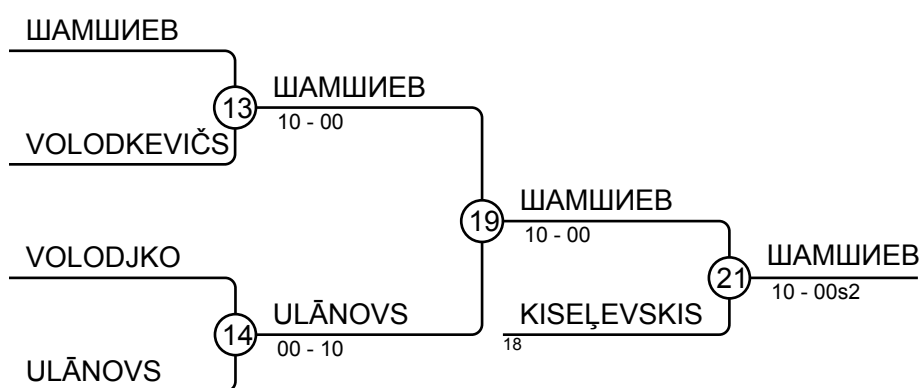 ШАМШИЕВ
13
ШАМШИЕВ
10 - 00
VOLODKEVIČS
19
ШАМШИЕВ
10 - 00
VOLODJKO
21
ШАМШИЕВ
10 - 00s2
14
ULĀNOVS
00 - 10
KISEĻEVSKIS
18
ULĀNOVS